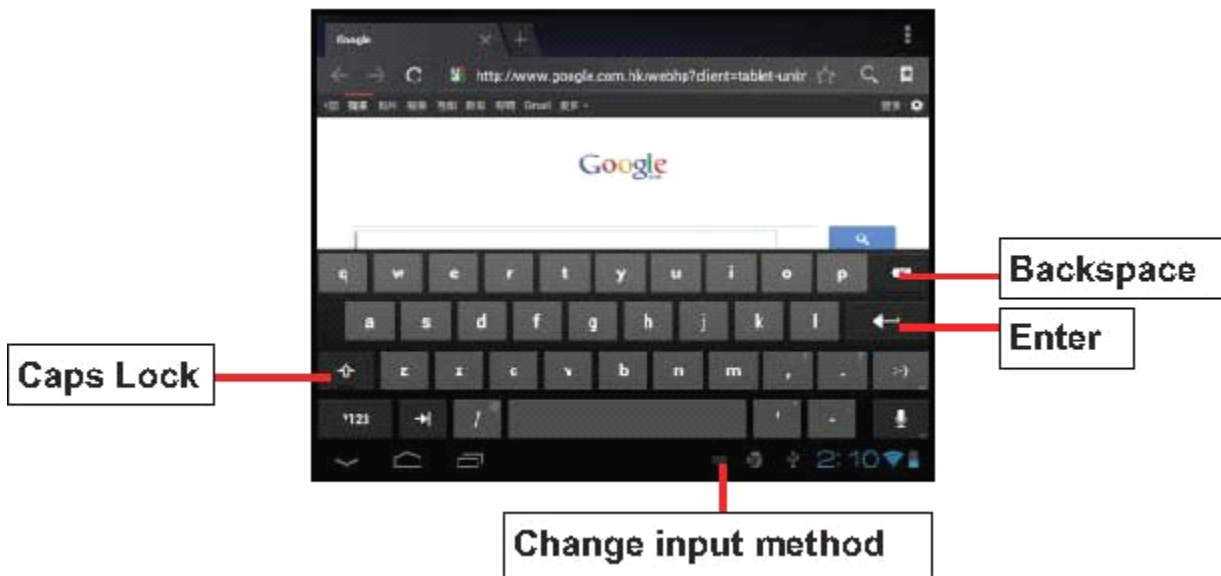 Google
http://www.google.com.hk/webhp?client=tablet-unkr
Gmail
Google
q w e r t y u i o p
Backspace
a s d f g h j k l
Enter
Caps Lock
z x c v b n m , . :-)
?123 / ' -
2:10
Change input method